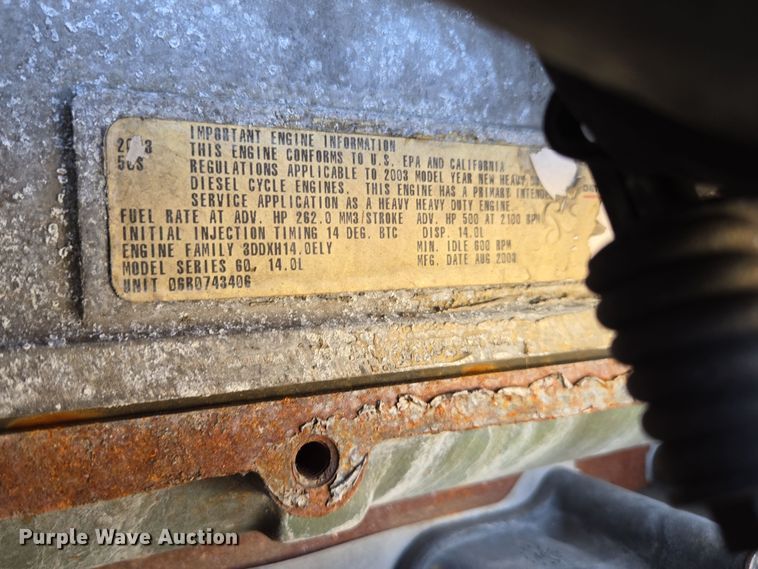 IMPORTANT ENGINE INFORMATION
THIS ENGINE CONFORMS TO U.S. EPA AND CALIFORNIA
REGULATIONS APPLICABLE TO 2003 MODEL YEAR NEW HEAVY
DIESEL CYCLE ENGINES. THIS ENGINE HAS A PRIMARY INTENDED
SERVICE APPLICATION AS A HEAVY HEAVY DUTY ENGINE
FUEL RATE AT ADV. HP 262.0 MM3/STROKE ADV. HP 500 AT 2100 RPM
INITIAL INJECTION TIMING 14 DEG. BTC DISP. 14.0L
ENGINE FAMILY 3DDXH14.0ELY MIN. IDLE 600 RPM
MODEL SERIES 60, 14.0L MFG. DATE AUG 2003
UNIT 06R0743406
Purple Wave Auction